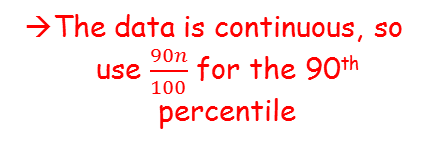 → The data is continuous, so
use 90n/100 for the 90th
percentile